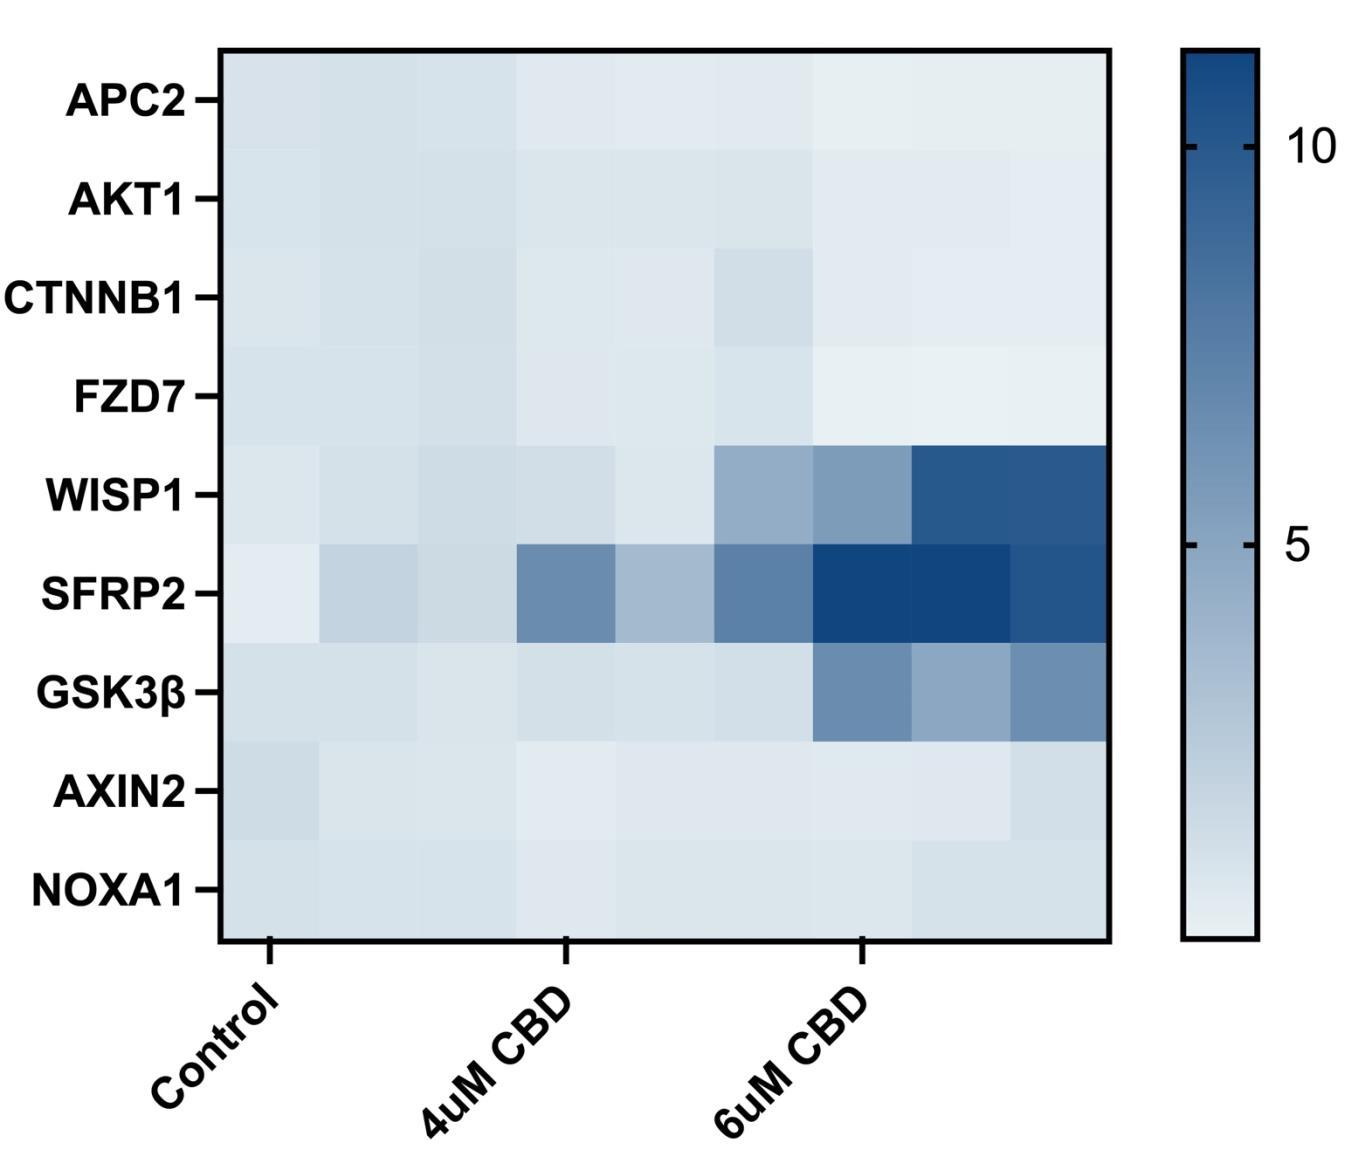 APC2
AKT1
CTNNB1
FZD7
WISP1
SFRP2
GSK3β
AXIN2
NOXA1
Control
4uM CBD
6uM CBD
10
5